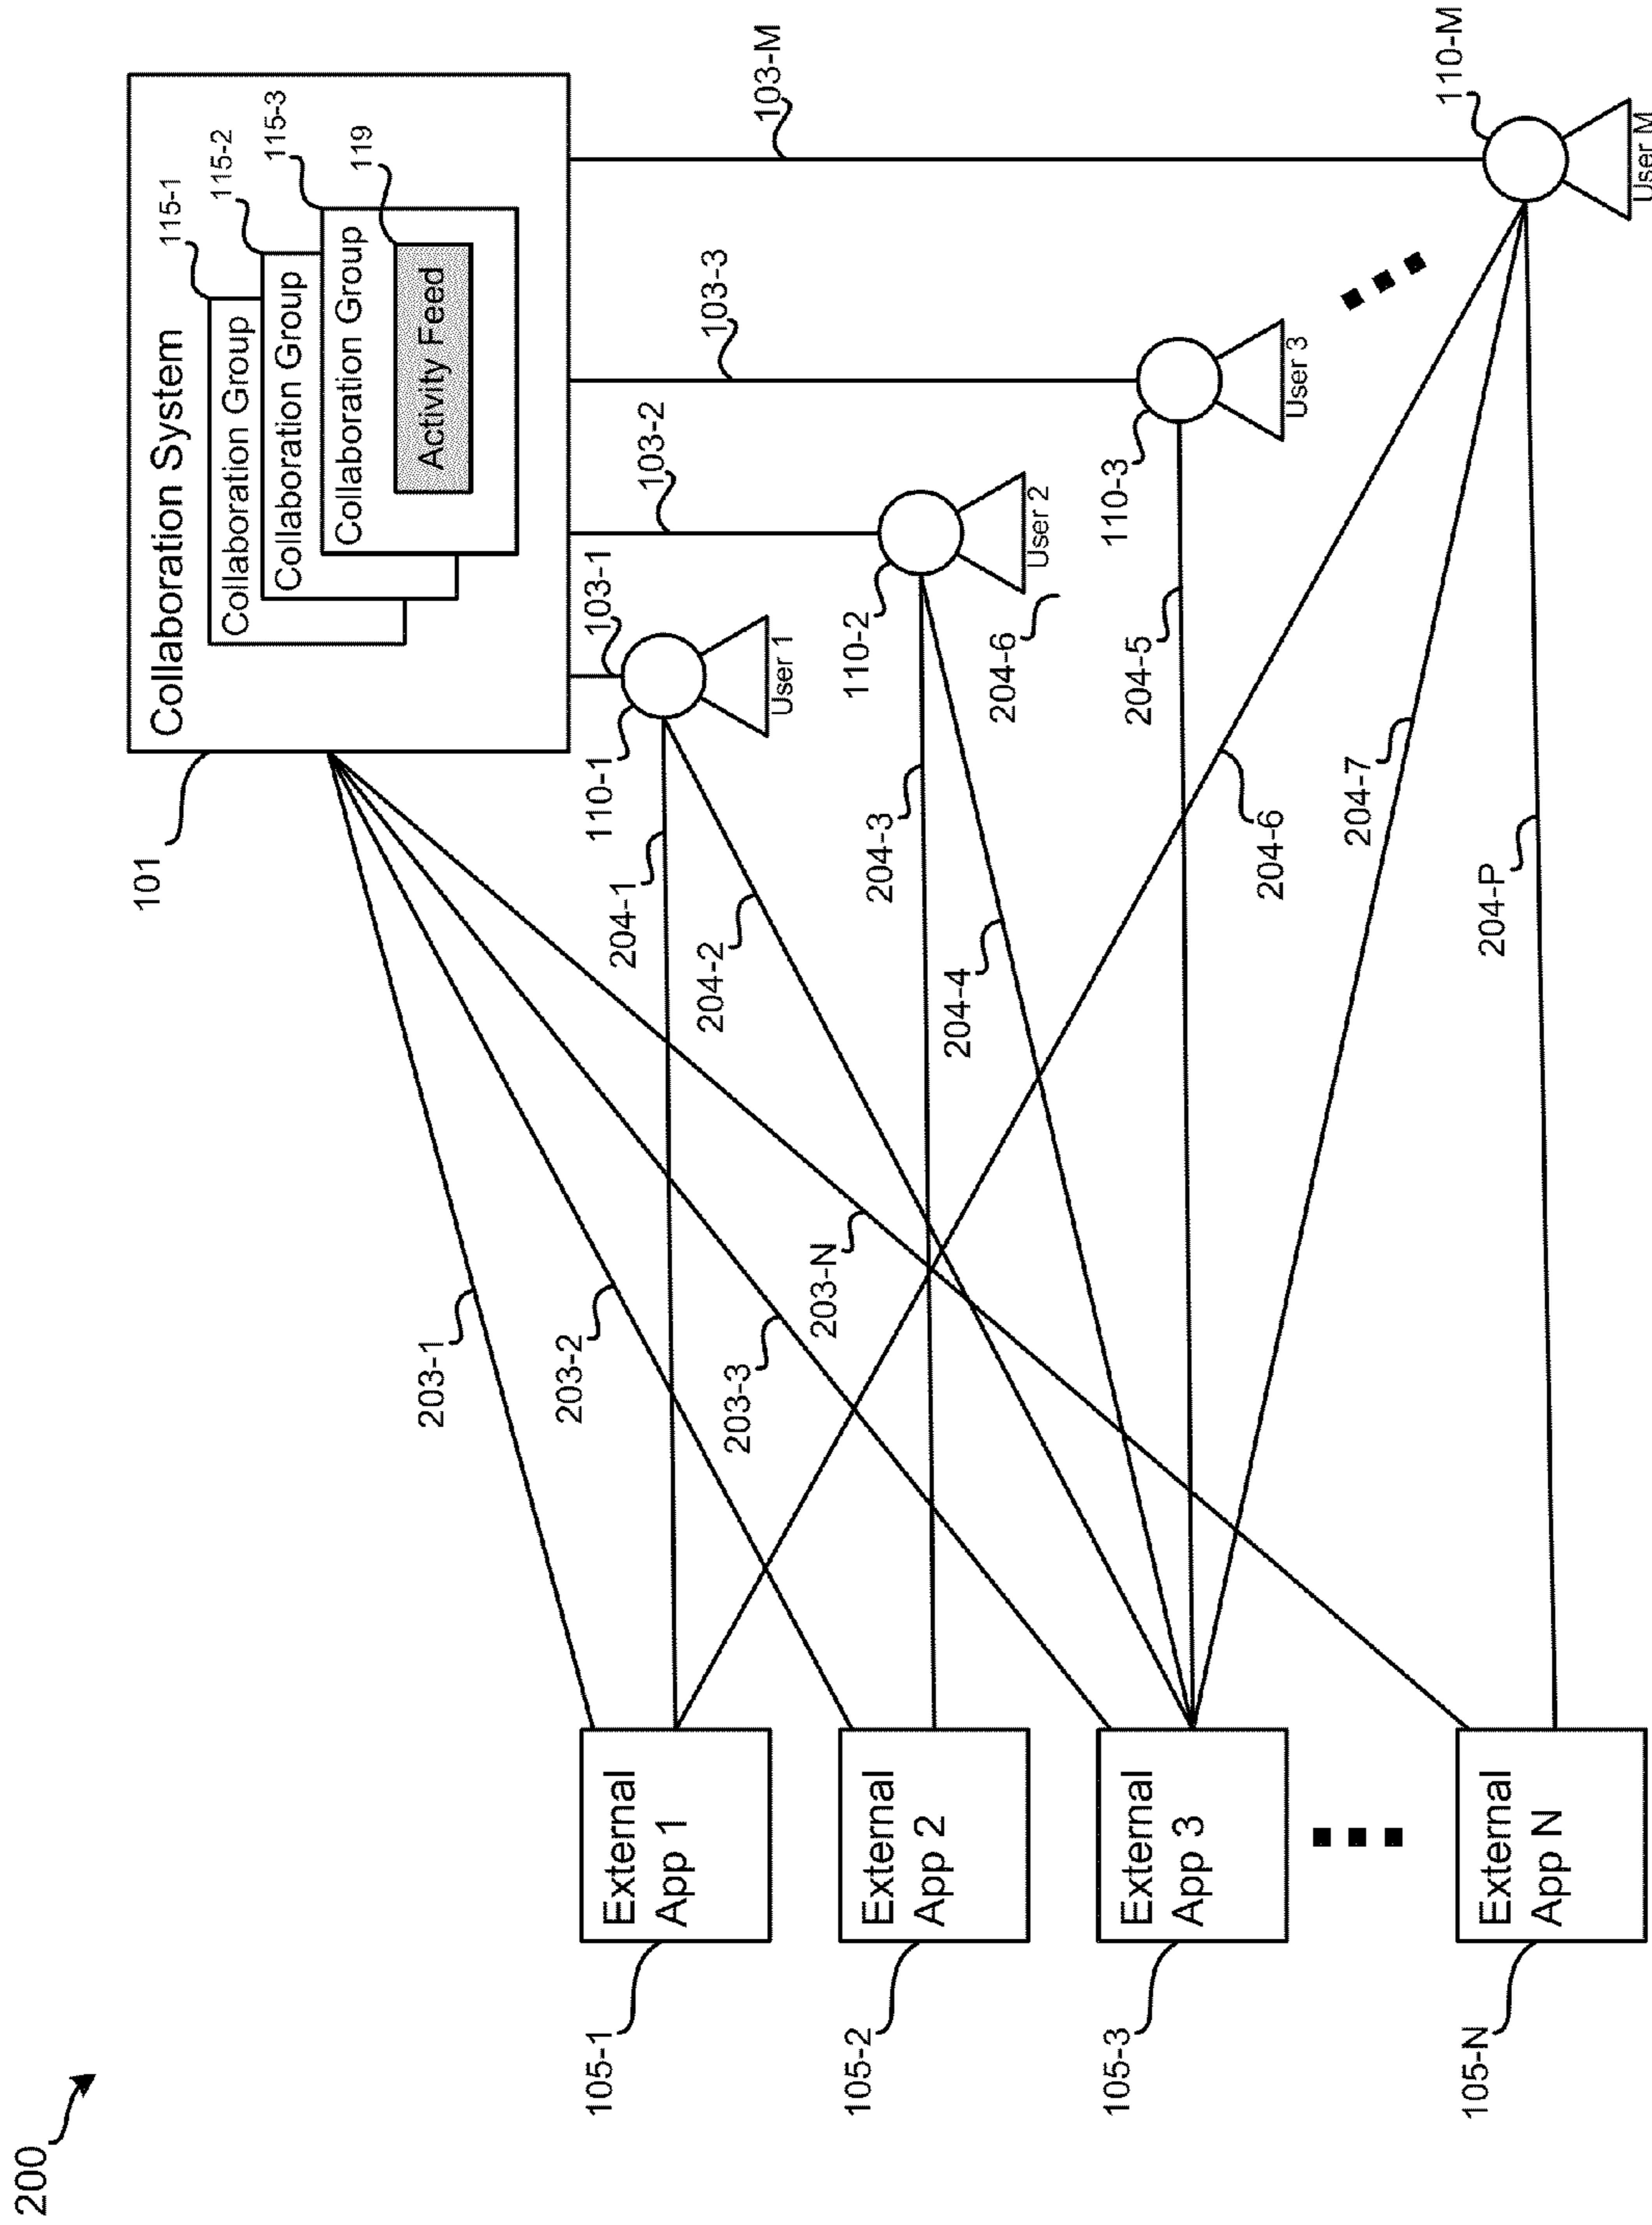 200
101
Collaboration System
Collaboration Group
Collaboration Group
Collaboration Group
Activity Feed
115-1
115-2
115-3
119
103-1
103-2
103-3
103-M
110-1
User 1
110-2
User 2
110-3
User 3
110-M
User M
203-1
203-2
203-3
203-N
204-1
204-2
204-3
204-4
204-6
204-5
204-6
204-7
204-P
105-1
External
App 1
105-2
External
App 2
105-3
External
App 3
105-N
External
App N